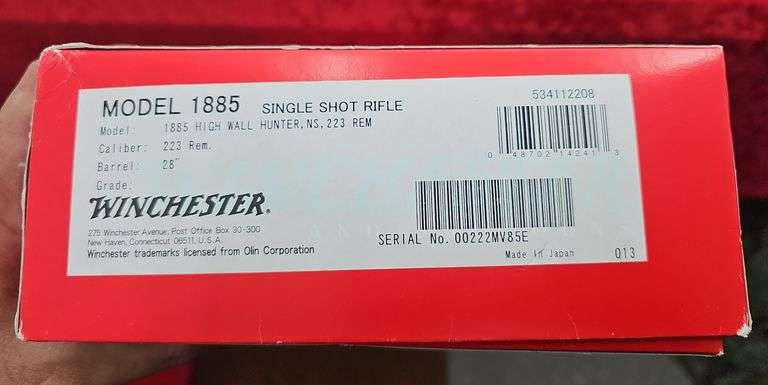 MODEL 1885 SINGLE SHOT RIFLE
534112208
Model: 1885 HIGH WALL HUNTER,NS,223 REM
Caliber: 223 Rem.
Barrel: 28"
0 48702 14241 3
Grade:
WINCHESTER®
275 Winchester Avenue, Post Office Box 30-300
New Haven, Connecticut 06511, U.S.A.
Winchester trademarks licensed from Olin Corporation
SERIAL No. 00222MV85E
Made in Japan 013